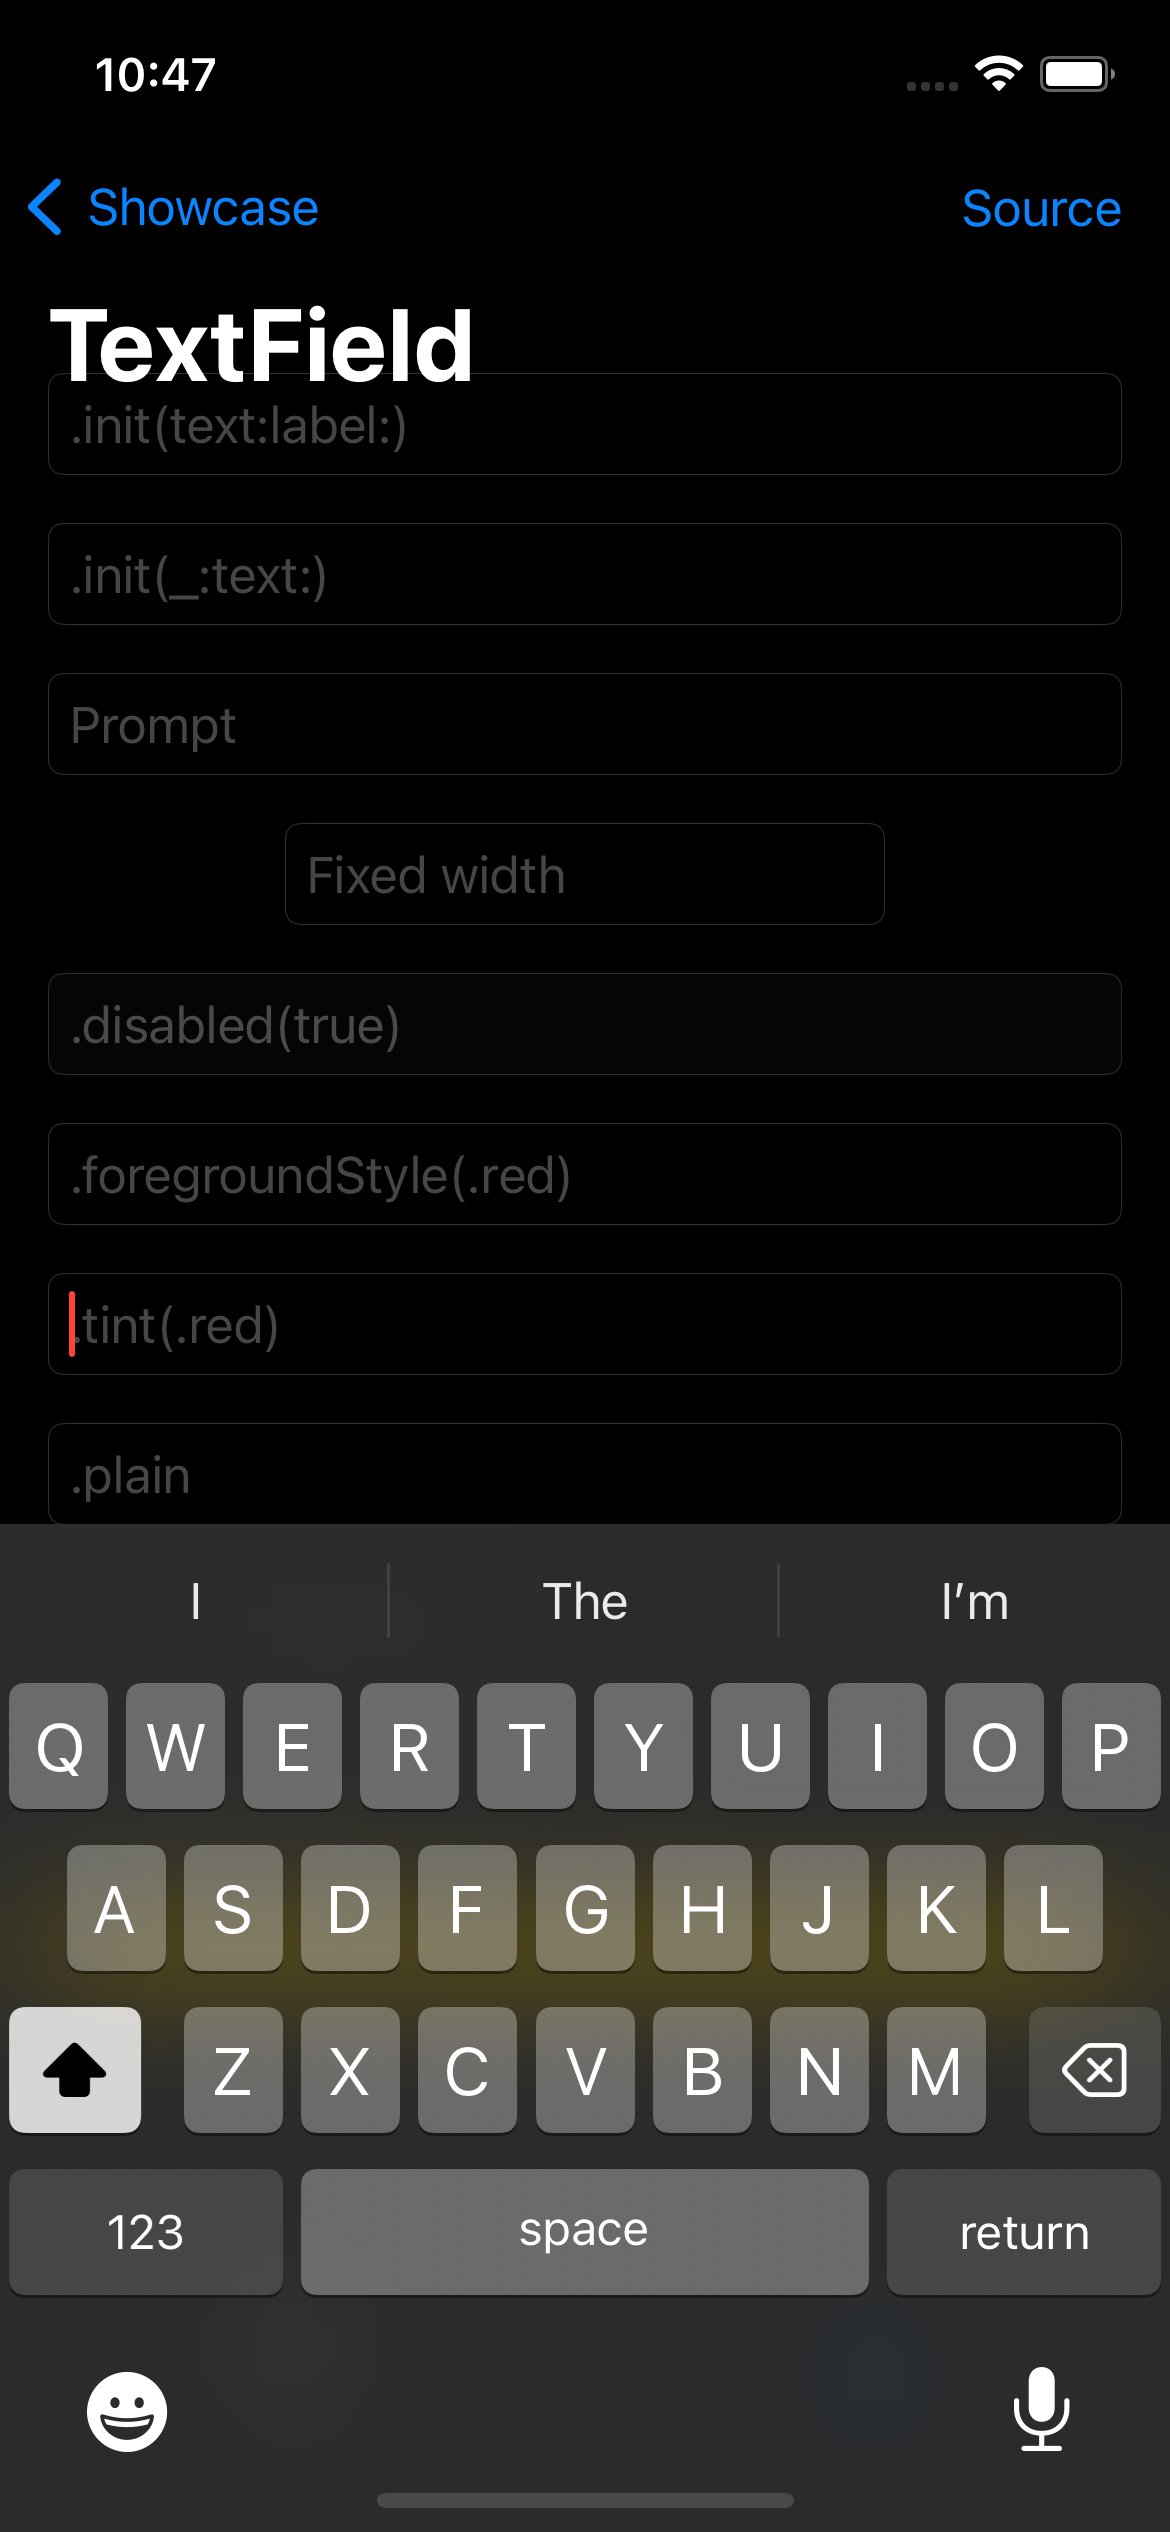 10:47
Showcase
Source
TextField
.init(text:label:)
.init(_:text:)
Prompt
Fixed width
.disabled(true)
.foregroundStyle(.red)
.tint(.red)
.plain
I The I’m
Q W E R T Y U I O P
A S D F G H J K L
Z X C V B N M
123 space return